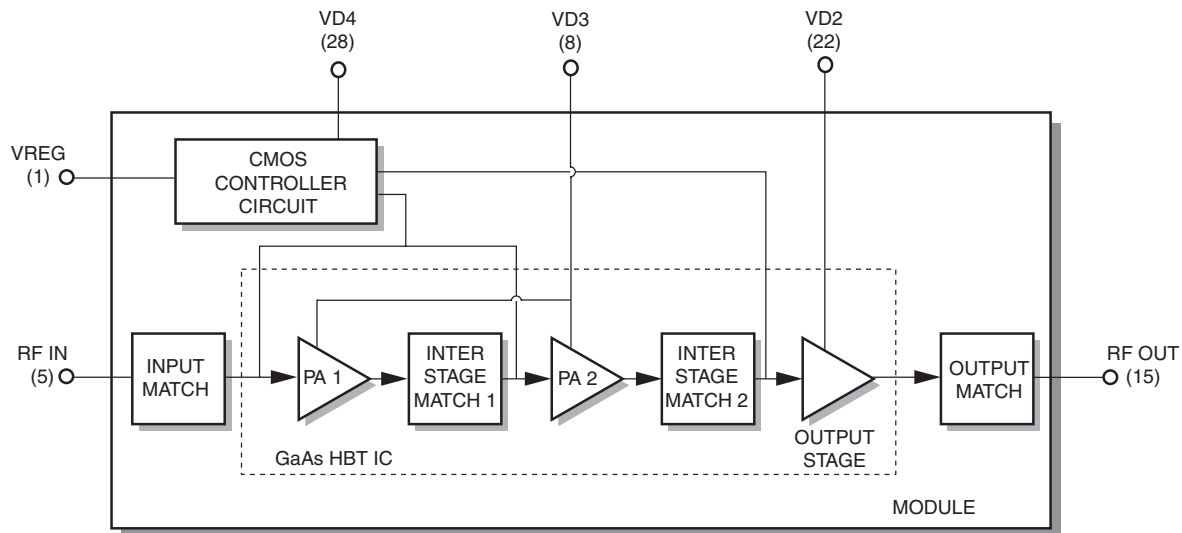 VD4
(28)
VD3
(8)
VD2
(22)
VREG
(1)
CMOS
CONTROLLER
CIRCUIT
RF IN
(5)
INPUT
MATCH
PA 1
INTER
STAGE
MATCH 1
PA 2
INTER
STAGE
MATCH 2
OUTPUT
STAGE
OUTPUT
MATCH
RF OUT
(15)
GaAs HBT IC
MODULE